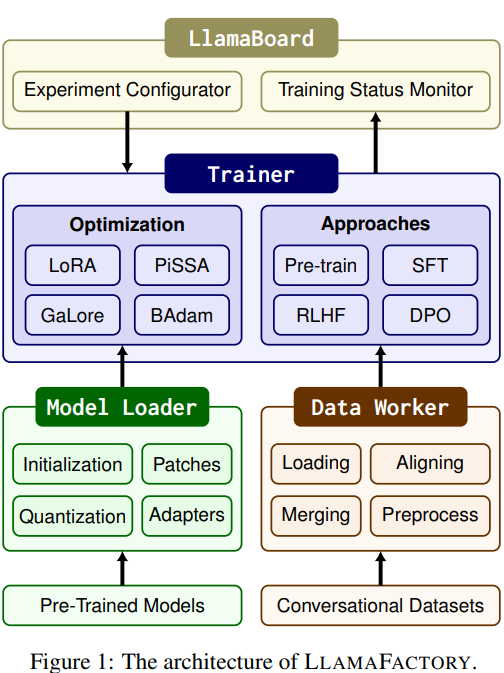 LlamaBoard
Experiment Configurator
Training Status Monitor
Trainer
Optimization
LoRA
PiSSA
GaLore
BAdam
Approaches
Pre-train
SFT
RLHF
DPO
Model Loader
Initialization
Patches
Quantization
Adapters
Data Worker
Loading
Aligning
Merging
Preprocess
Pre-Trained Models
Conversational Datasets
Figure 1: The architecture of LLAMAFACTORY.